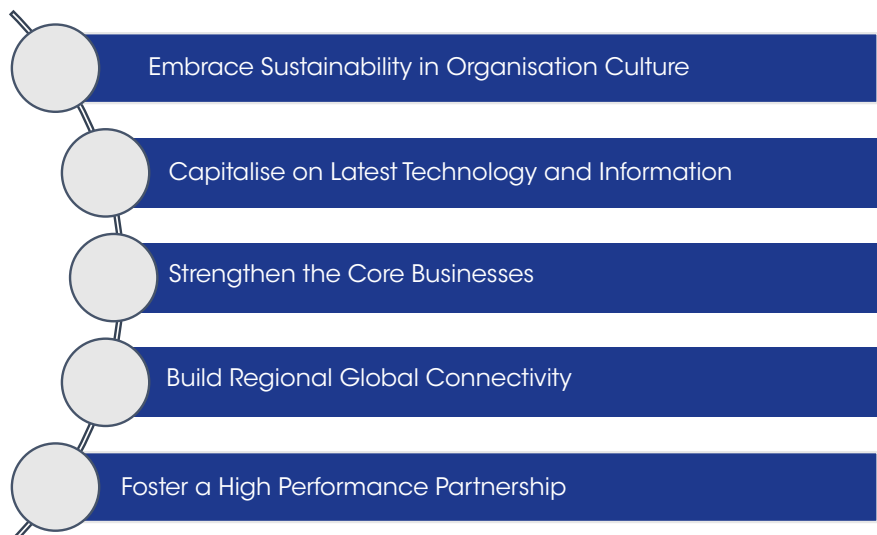 Embrace Sustainability in Organisation Culture
Capitalise on Latest Technology and Information
Strengthen the Core Businesses
Build Regional Global Connectivity
Foster a High Performance Partnership